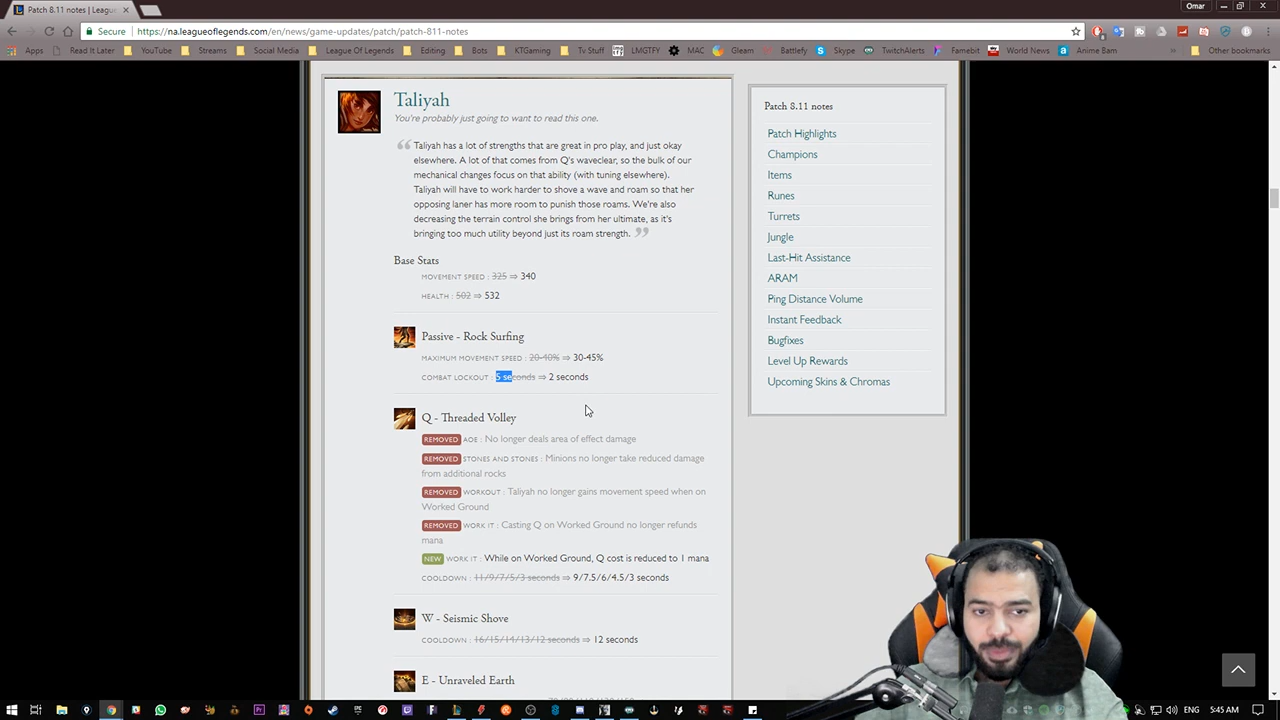 Patch 8.11 notes | Leagu
Omar
Secure
https://na.leagueoflegends.com/en/news/game-updates/patch/patch-811-notes
Apps Read It Later YouTube Streams Social Media League Of Legends Editing Bots KTGaming Tv Stuff LMGTFY MAC Gleam Battlefy Skype TwitchAlerts Famebit World News Anime Bam » Other bookmarks
Taliyah
You're probably just going to want to read this one.
Taliyah has a lot of strengths that are great in pro play, and just okay
elsewhere. A lot of that comes from Q's waveclear, so the bulk of our
mechanical changes focus on that ability (with tuning elsewhere).
Taliyah will have to work harder to shove a wave and roam so that her
opposing laner has more room to punish those roams. We're also
decreasing the terrain control she brings from her ultimate, as it's
bringing too much utility beyond just its roam strength.
Base Stats
MOVEMENT SPEED : 325 ⇒ 340
HEALTH : 502 ⇒ 532
Passive - Rock Surfing
MAXIMUM MOVEMENT SPEED : 20-40% ⇒ 30-45%
COMBAT LOCKOUT : 5 seconds ⇒ 2 seconds
Q - Threaded Volley
REMOVED AOE : No longer deals area of effect damage
REMOVED STONES AND STONES : Minions no longer take reduced damage
from additional rocks
REMOVED WORKOUT : Taliyah no longer gains movement speed when on
Worked Ground
REMOVED WORK IT : Casting Q on Worked Ground no longer refunds
mana
NEW WORK IT : While on Worked Ground, Q cost is reduced to 1 mana
COOLDOWN : 11/9/7/5/3 seconds ⇒ 9/7.5/6/4.5/3 seconds
W - Seismic Shove
COOLDOWN : 16/15/14/13/12 seconds ⇒ 12 seconds
E - Unraveled Earth
Patch 8.11 notes
Patch Highlights
Champions
Items
Runes
Turrets
Jungle
Last-Hit Assistance
ARAM
Ping Distance Volume
Instant Feedback
Bugfixes
Level Up Rewards
Upcoming Skins & Chromas
ENG 5:45 AM